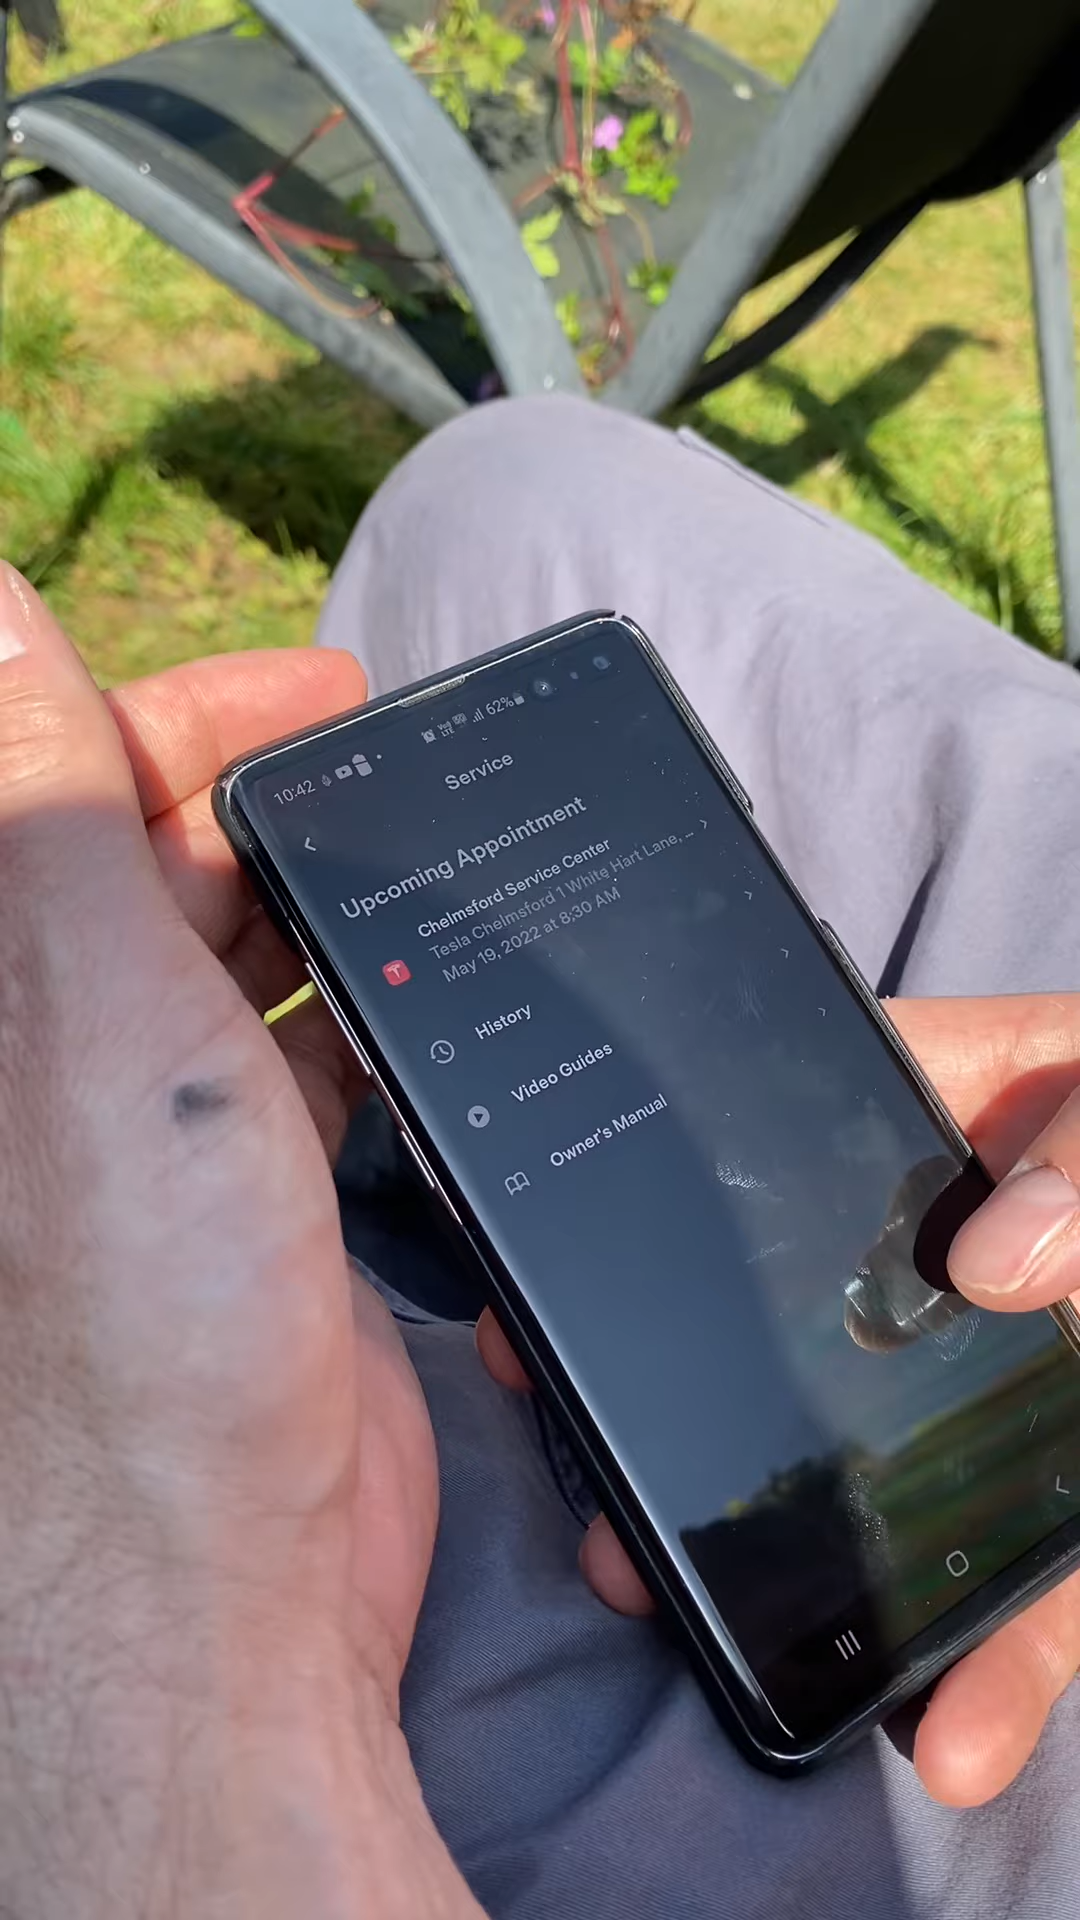 10:42
LTE 62%
Service
Upcoming Appointment
Chelmsford Service Center
Tesla Chelmsford 1 White Hart Lane, ...
May 19, 2022 at 8:30 AM
History
Video Guides
Owner's Manual